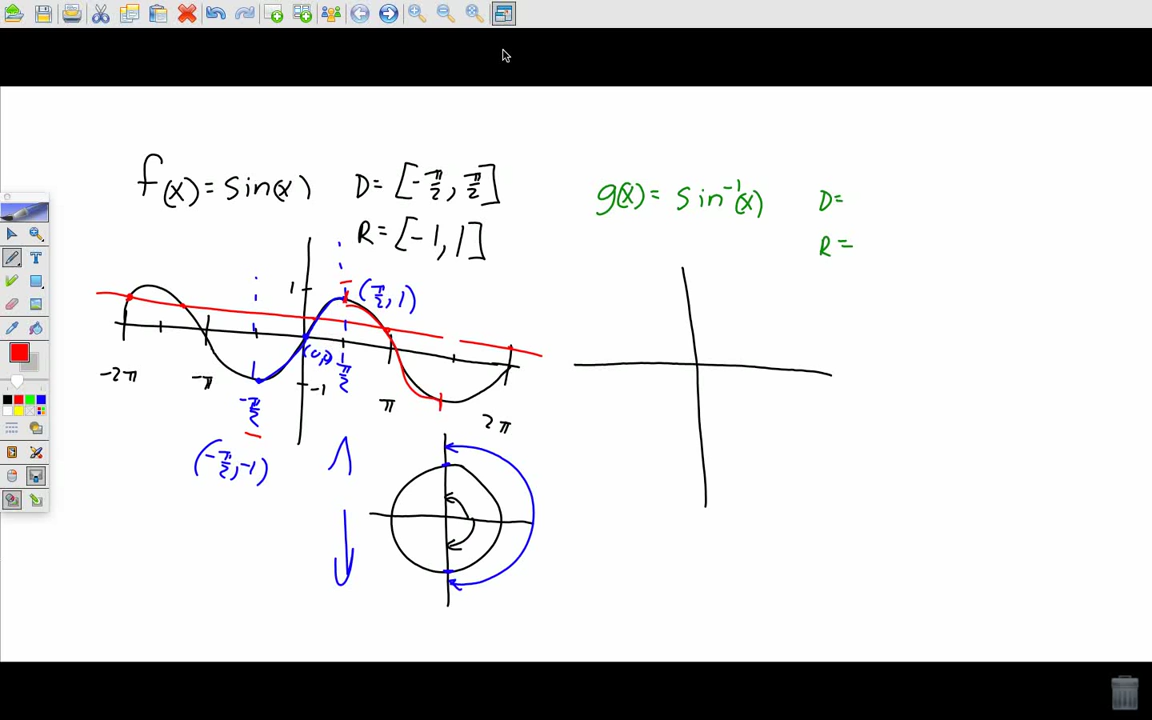 f(x) = sin(x)
D = [-π/2, π/2]
R = [-1, 1]
1
(π/2, 1)
(0,0)
-2π
-π
-π/2
-1
π/2
π
2π
(-π/2, -1)
g(x) = sin⁻¹(x)
D =
R =